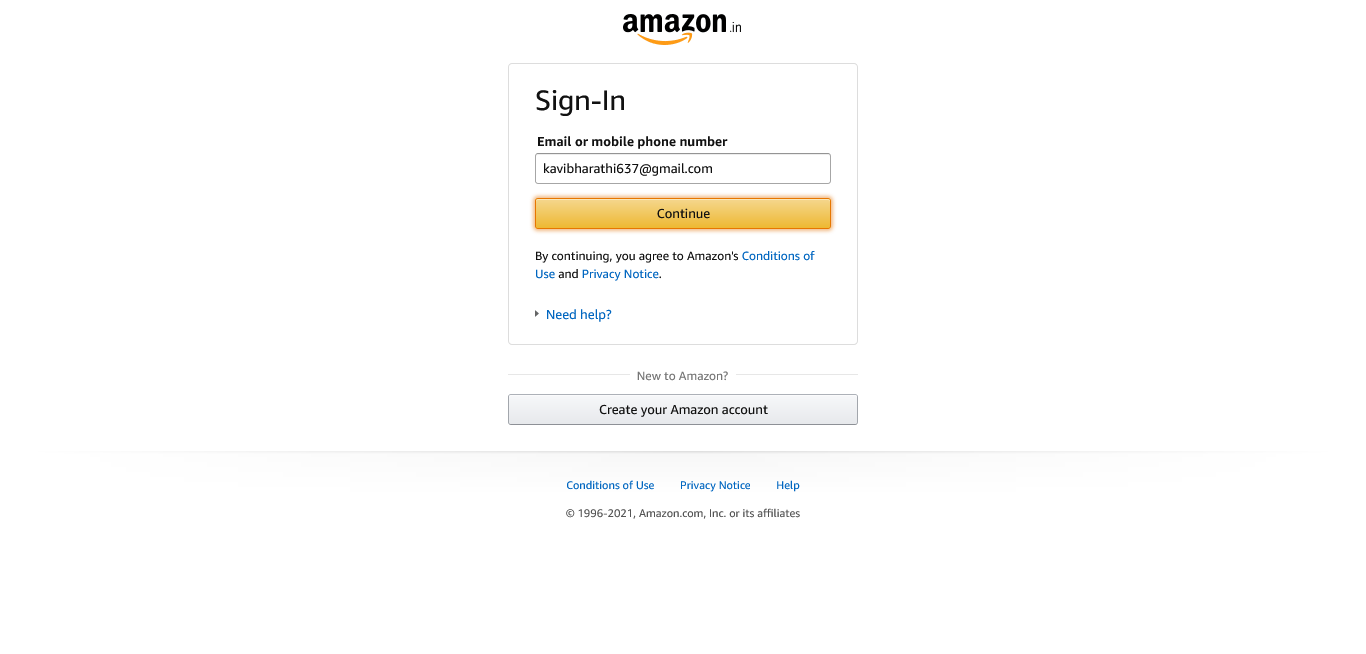 amazon.in
Sign-In
Email or mobile phone number
kavibharathi637@gmail.com
Continue
By continuing, you agree to Amazon's Conditions of
Use and Privacy Notice.
Need help?
New to Amazon?
Create your Amazon account
Conditions of Use Privacy Notice Help
© 1996-2021, Amazon.com, Inc. or its affiliates